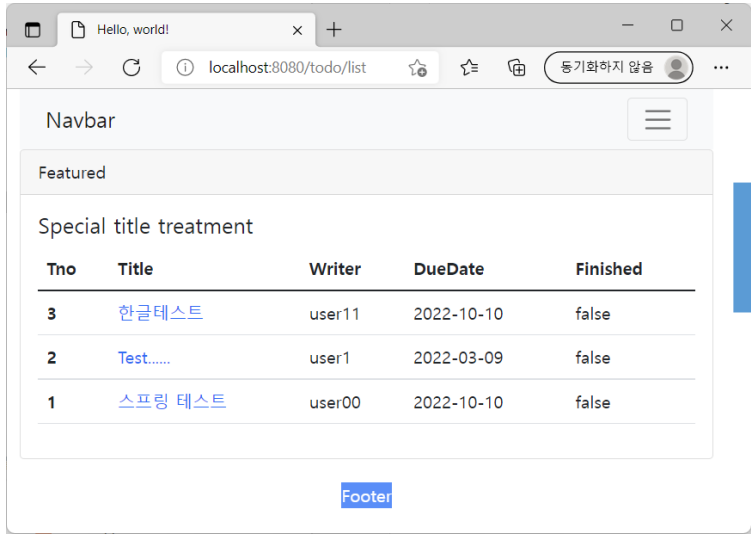 Hello, world!
localhost:8080/todo/list
동기화하지 않음
Navbar
Featured
Special title treatment
Tno Title Writer DueDate Finished
3 한글테스트 user11 2022-10-10 false
2 Test...... user1 2022-03-09 false
1 스프링 테스트 user00 2022-10-10 false
Footer